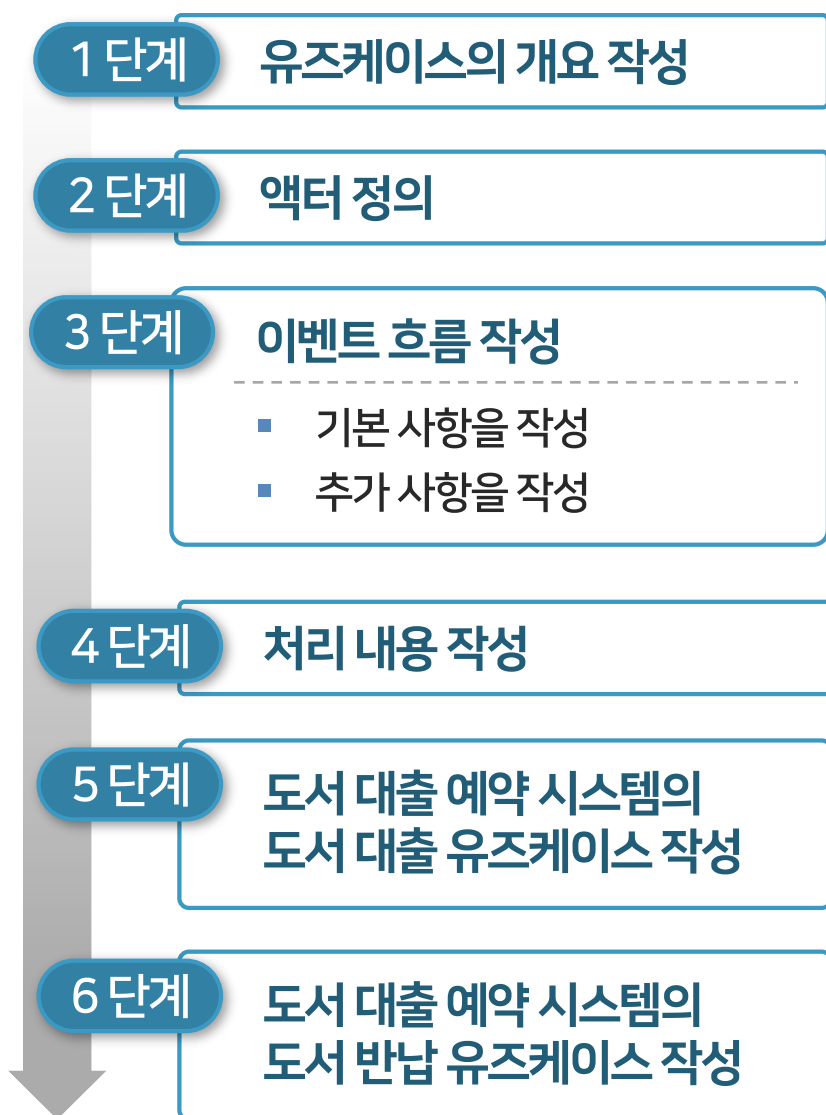 1 단계
유즈케이스의 개요 작성
2 단계
액터 정의
3 단계
이벤트 흐름 작성
기본 사항을 작성
추가 사항을 작성
4 단계
처리 내용 작성
5 단계
도서 대출 예약 시스템의
도서 대출 유즈케이스 작성
6 단계
도서 대출 예약 시스템의
도서 반납 유즈케이스 작성